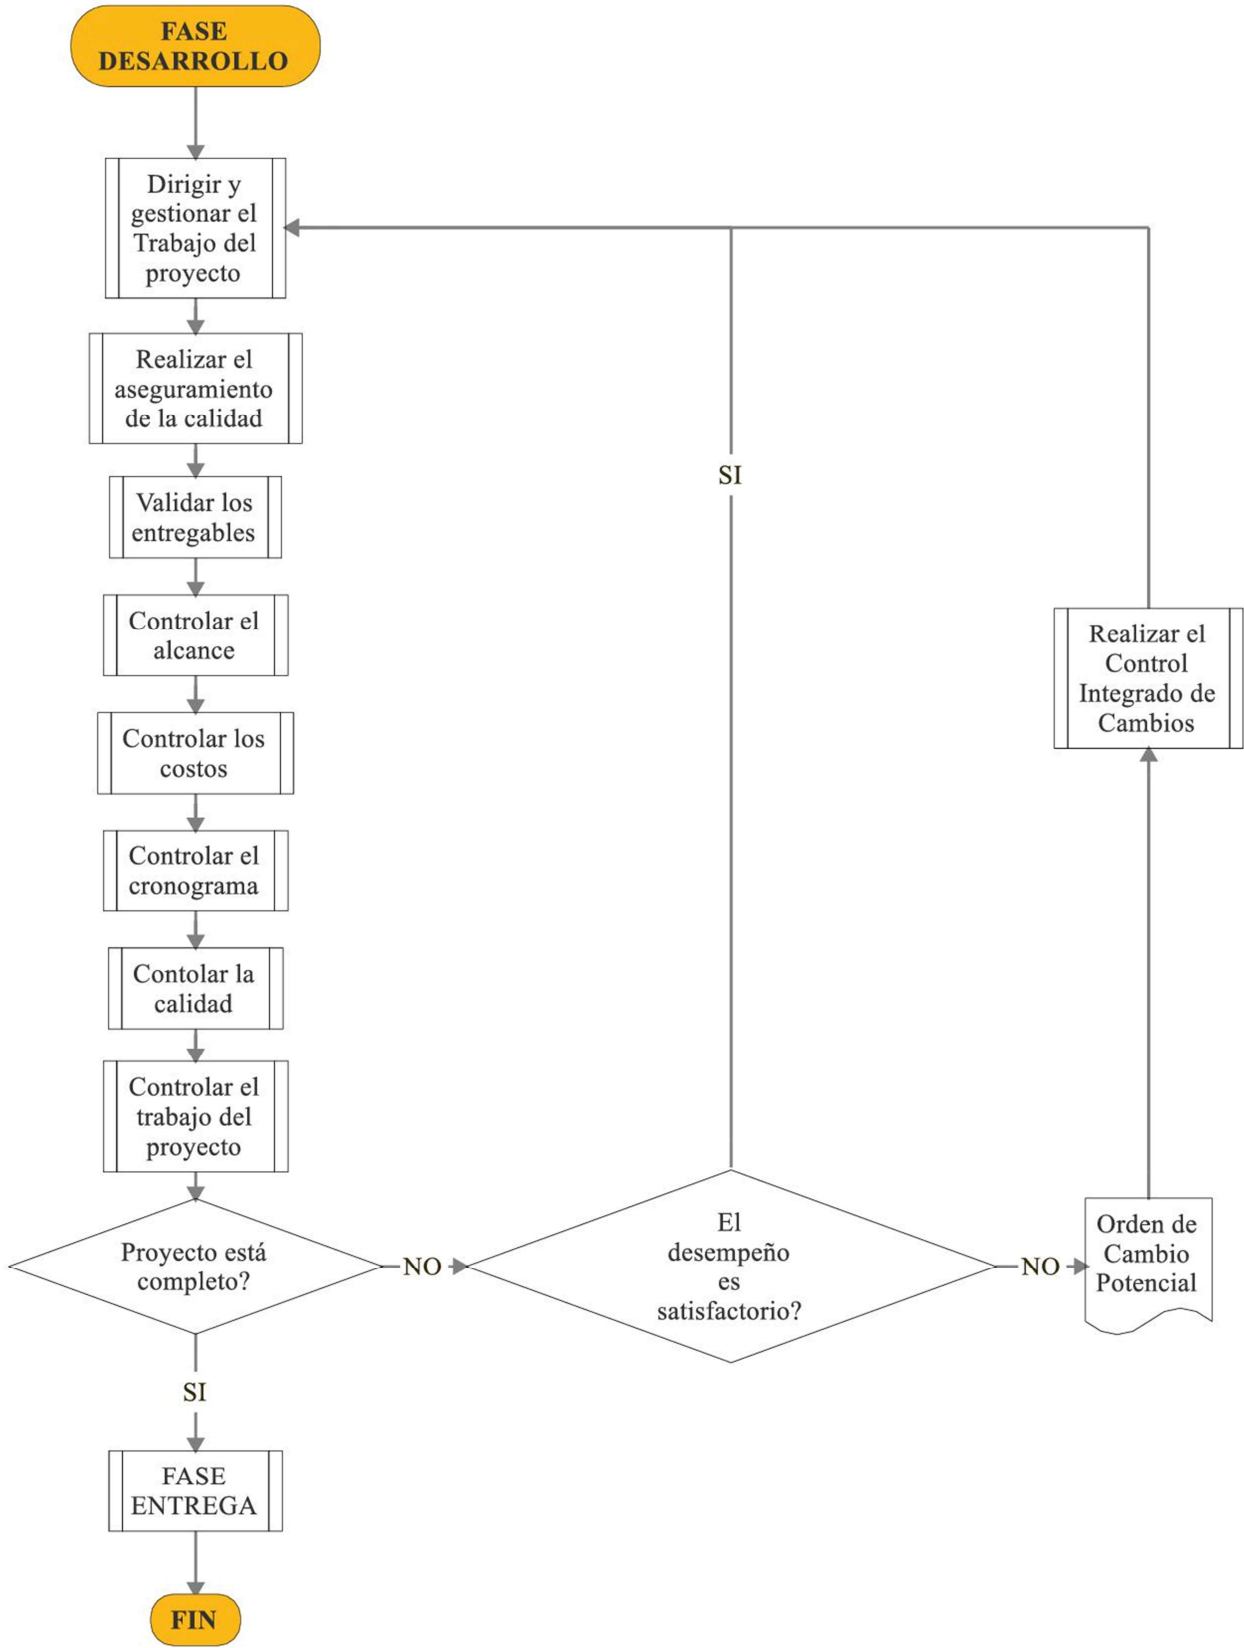 FASE
DESARROLLO
Dirigir y
gestionar el
Trabajo del
proyecto
Realizar el
aseguramiento
de la calidad
SI
Validar los
entregables
Controlar el
alcance
Realizar el
Control
Integrado de
Cambios
Controlar los
costos
Controlar el
cronograma
Contolar la
calidad
Controlar el
trabajo del
proyecto
Proyecto está
completo?
NO
El
desempeño
es
satisfactorio?
NO
Orden de
Cambio
Potencial
SI
FASE
ENTREGA
FIN